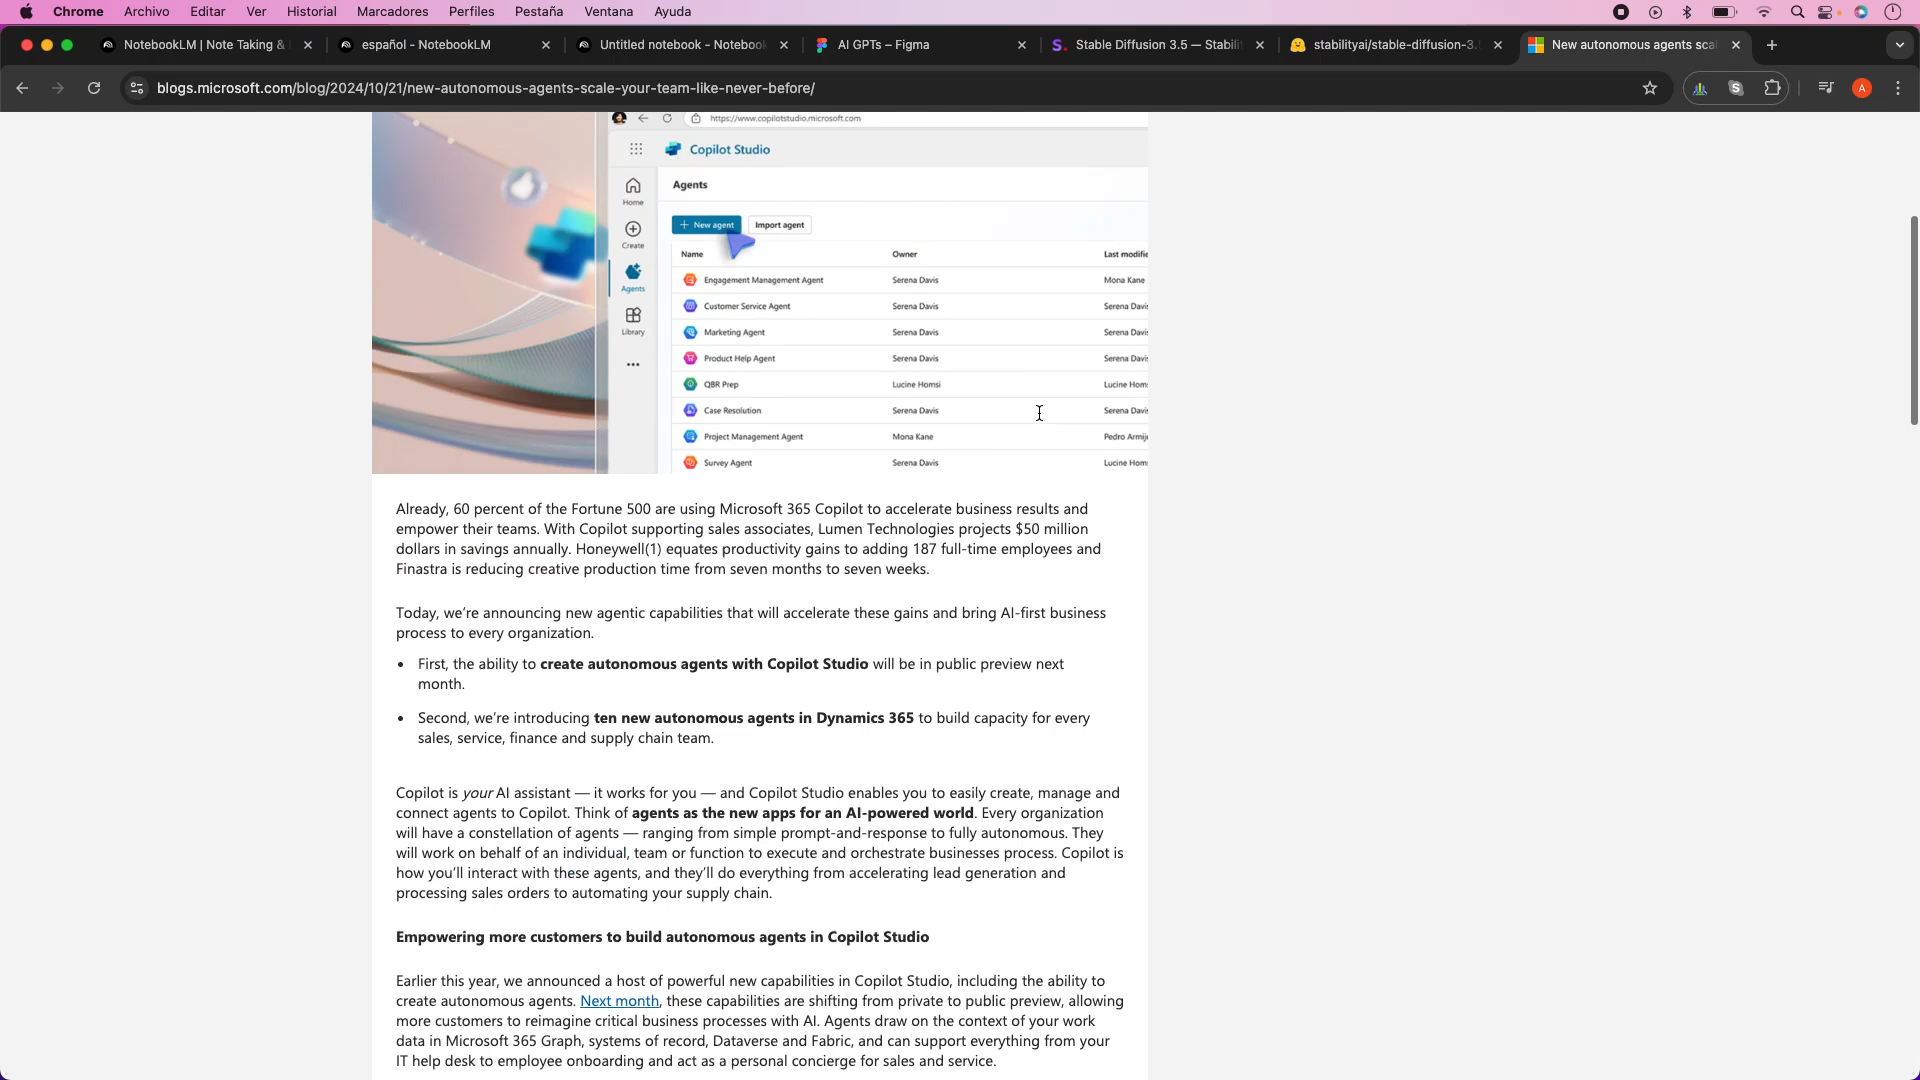 Chrome Archivo Editar Ver Historial Marcadores Perfiles Pestaña Ventana Ayuda
NotebookLM | Note Taking &
español - NotebookLM
Untitled notebook - Notebook
AI GPTs – Figma
Stable Diffusion 3.5 — Stabili
stabilityai/stable-diffusion-3.
New autonomous agents sca
blogs.microsoft.com/blog/2024/10/21/new-autonomous-agents-scale-your-team-like-never-before/
A
https://www.copilotstudio.microsoft.com
Copilot Studio
Home
Create
Agents
Library
Agents
New agent Import agent
Name Owner Last modifie
Engagement Management Agent Serena Davis Mona Kane
Customer Service Agent Serena Davis Serena Davi
Marketing Agent Serena Davis Serena Davi
Product Help Agent Serena Davis Serena Davi
QBR Prep Lucine Homsi Lucine Hom
Case Resolution Serena Davis Serena Davi
Project Management Agent Mona Kane Pedro Armij
Survey Agent Serena Davis Lucine Hom
Already, 60 percent of the Fortune 500 are using Microsoft 365 Copilot to accelerate business results and
empower their teams. With Copilot supporting sales associates, Lumen Technologies projects $50 million
dollars in savings annually. Honeywell(1) equates productivity gains to adding 187 full-time employees and
Finastra is reducing creative production time from seven months to seven weeks.
Today, we’re announcing new agentic capabilities that will accelerate these gains and bring AI-first business
process to every organization.
• First, the ability to create autonomous agents with Copilot Studio will be in public preview next
month.
• Second, we’re introducing ten new autonomous agents in Dynamics 365 to build capacity for every
sales, service, finance and supply chain team.
Copilot is your AI assistant — it works for you — and Copilot Studio enables you to easily create, manage and
connect agents to Copilot. Think of agents as the new apps for an AI-powered world. Every organization
will have a constellation of agents — ranging from simple prompt-and-response to fully autonomous. They
will work on behalf of an individual, team or function to execute and orchestrate businesses process. Copilot is
how you’ll interact with these agents, and they’ll do everything from accelerating lead generation and
processing sales orders to automating your supply chain.
Empowering more customers to build autonomous agents in Copilot Studio
Earlier this year, we announced a host of powerful new capabilities in Copilot Studio, including the ability to
create autonomous agents. Next month, these capabilities are shifting from private to public preview, allowing
more customers to reimagine critical business processes with AI. Agents draw on the context of your work
data in Microsoft 365 Graph, systems of record, Dataverse and Fabric, and can support everything from your
IT help desk to employee onboarding and act as a personal concierge for sales and service.